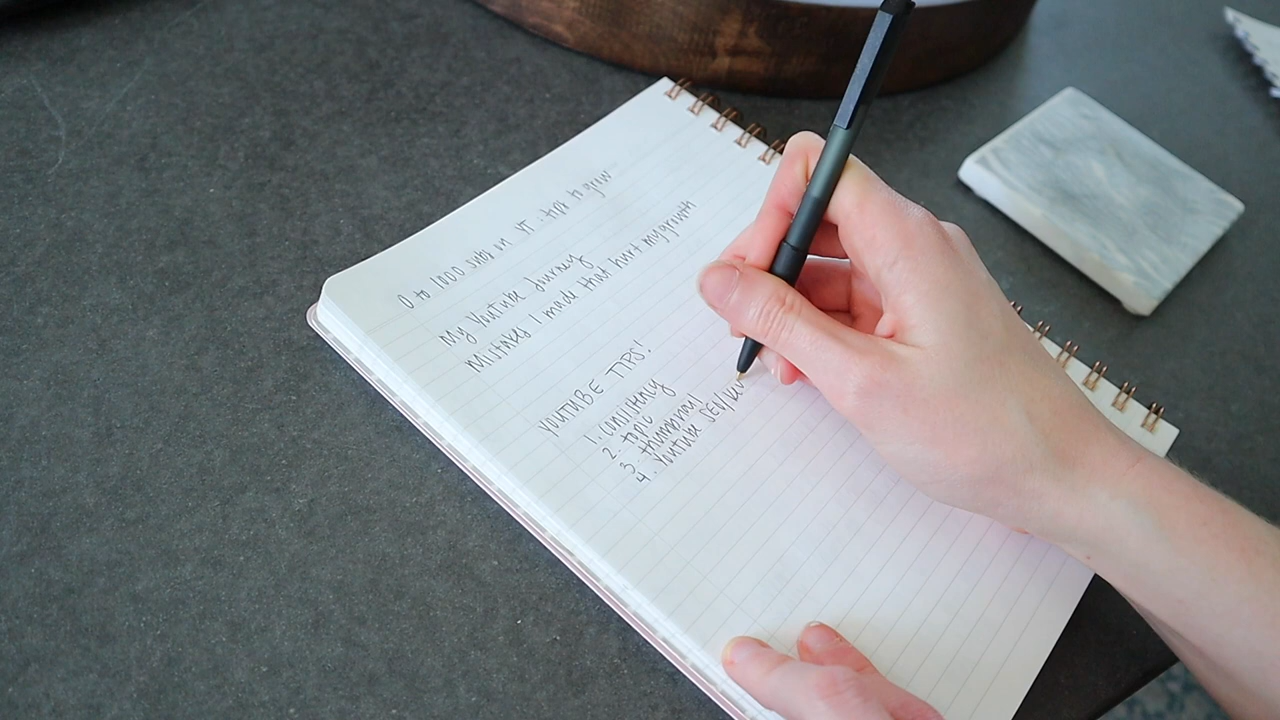 0 to 1000 subs on YT - tips to grow
My Youtube Journey
Mistakes I made that hurt my growth
YOUTUBE TIPS!
1. consistency
2. topic
3. thumbnail
4. Youtube SEO/